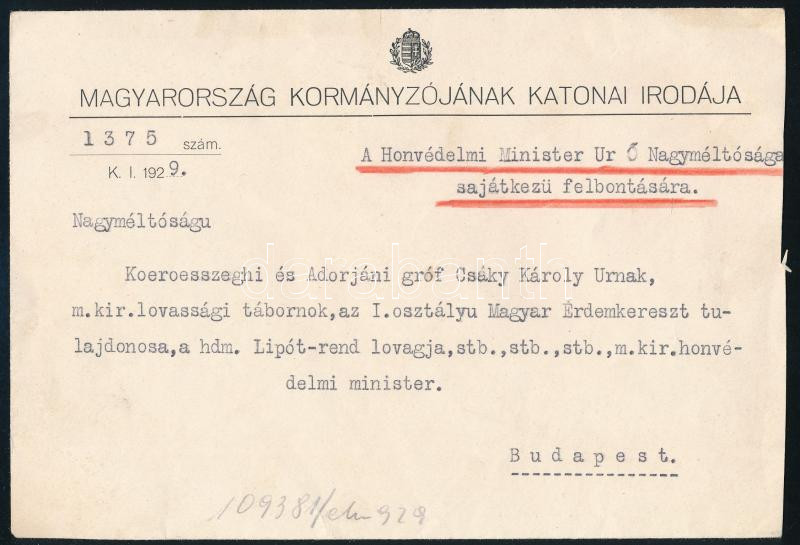 MAGYARORSZÁG KORMÁNYZÓJÁNAK KATONAI IRODÁJA
1375 szám.
K. I. 1929.
A Honvédelmi Minister Ur Ő Nagyméltósága
sajátkezü felbontására.
Nagyméltóságu
Koeroesszeghi és Adorjáni gróf Csáky Károly Urnak,
m.kir.lovassági tábornok,az I.osztályu Magyar Érdemkereszt tu-
lajdonosa,a hdm. Lipót-rend lovagja,stb.,stb.,stb.,m.kir.honvé-
delmi minister.
Budapest.
darabanth